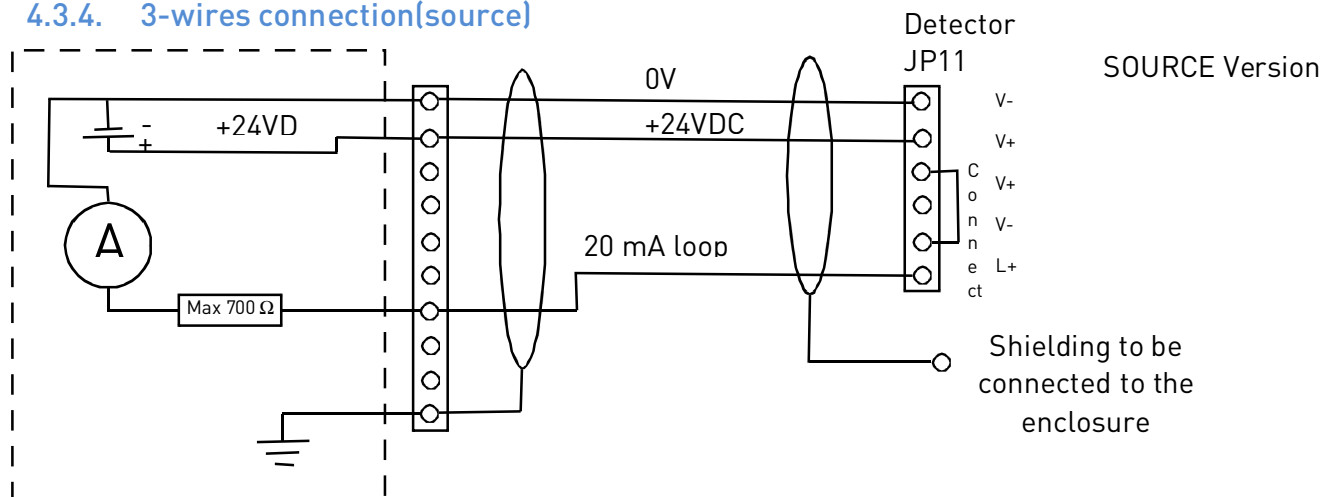 4.3.4. 3-wires connection(source)
Detector
JP11
SOURCE Version
0V
V-
- +24VD
+
+24VDC
V+
C
o
n
n
e
ct
V+
V-
A
20 mA loop
L+
Max 700 Ω
Shielding to be
connected to the
enclosure